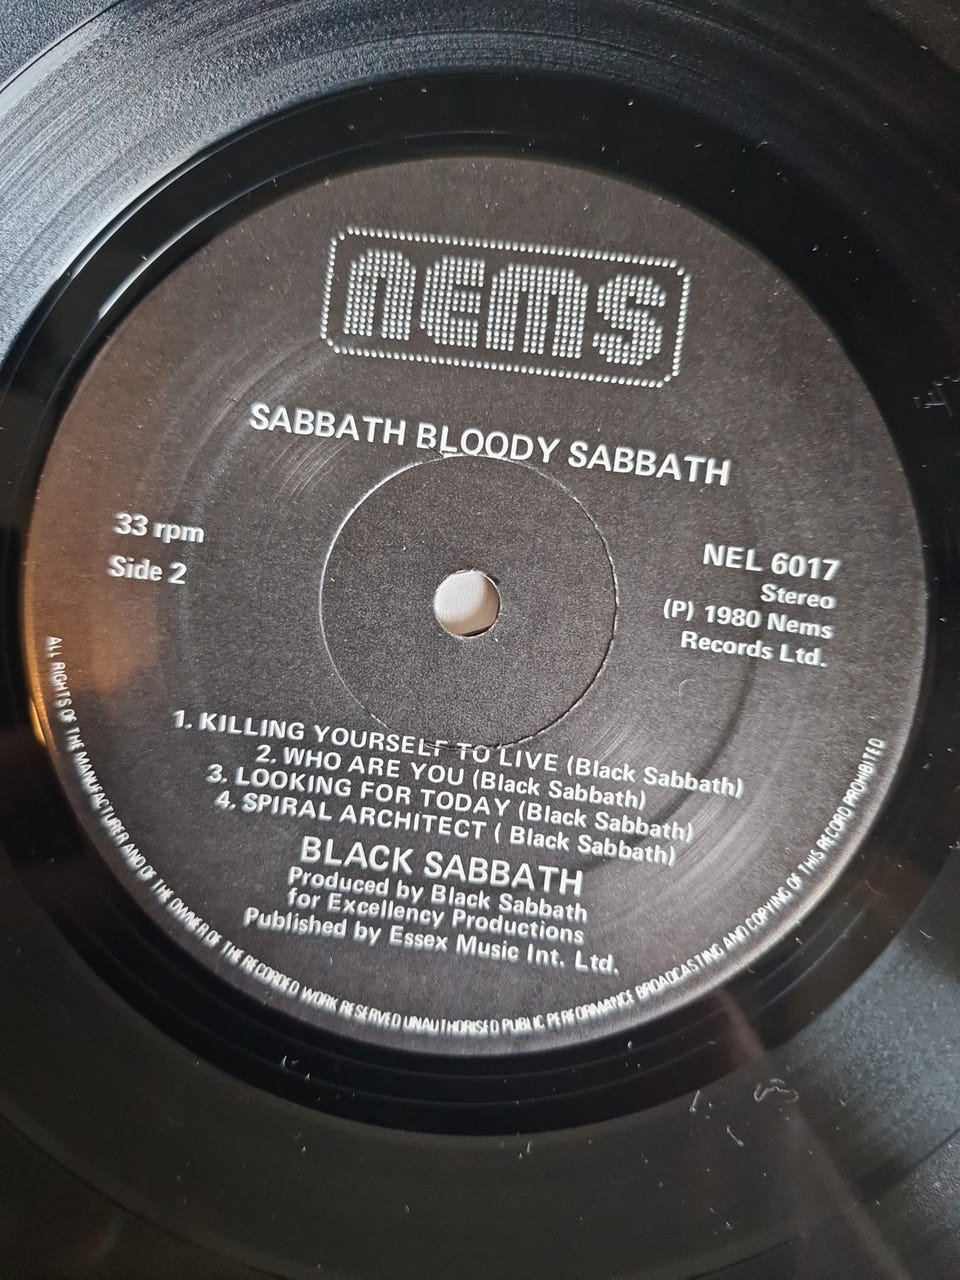 nems
SABBATH BLOODY SABBATH
33 rpm
Side 2
NEL 6017
Stereo
(P) 1980 Nems
Records Ltd.
1. KILLING YOURSELF TO LIVE (Black Sabbath)
2. WHO ARE YOU (Black Sabbath)
3. LOOKING FOR TODAY (Black Sabbath)
4. SPIRAL ARCHITECT ( Black Sabbath)
BLACK SABBATH
Produced by Black Sabbath
for Excellency Productions
Published by Essex Music Int. Ltd.
ALL RIGHTS OF THE MANUFACTURER AND OF THE OWNER OF THE RECORDED WORK RESERVED UNAUTHORISED PUBLIC PERFORMANCE BROADCASTING AND COPYING OF THIS RECORD PROHIBITED